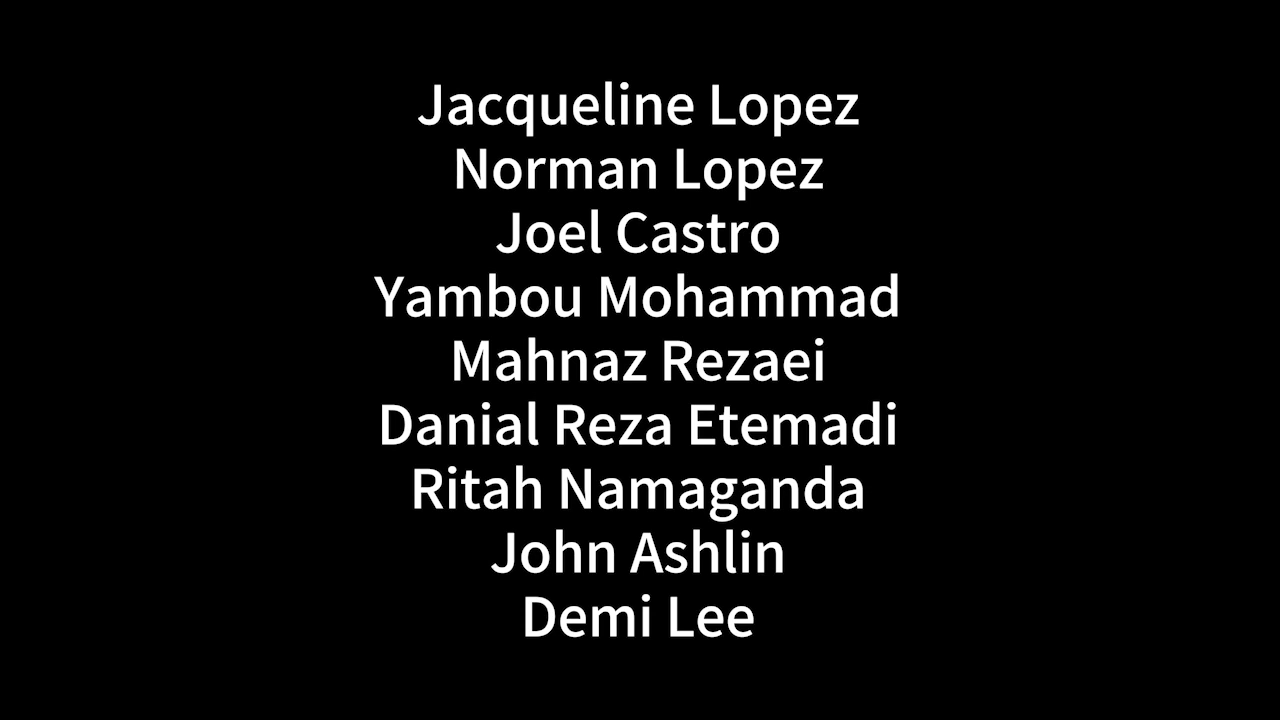 Jacqueline Lopez
Norman Lopez
Joel Castro
Yambou Mohammad
Mahnaz Rezaei
Danial Reza Etemadi
Ritah Namaganda
John Ashlin
Demi Lee